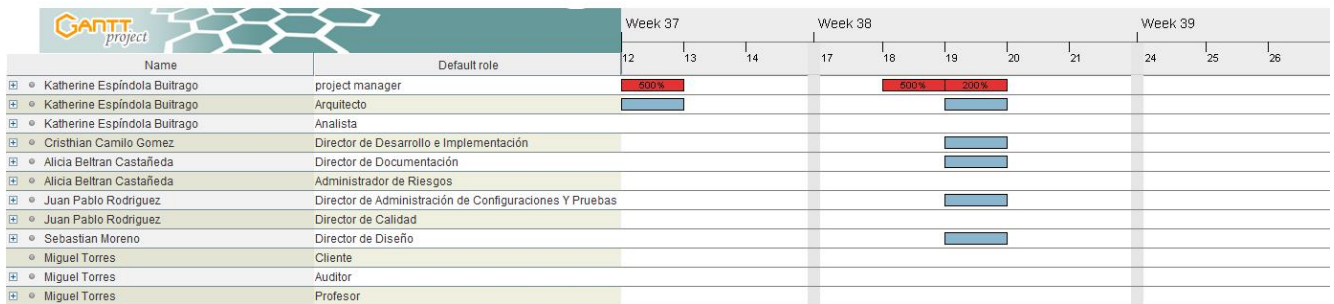 GANTT project
Week 37 Week 38 Week 39
12 13 14 17 18 19 20 21 24 25 26
Name Default role
Katherine Espíndola Buitrago project manager 500% 500% 200%
Katherine Espíndola Buitrago Arquitecto
Katherine Espíndola Buitrago Analista
Cristhian Camilo Gomez Director de Desarrollo e Implementación
Alicia Beltran Castañeda Director de Documentación
Alicia Beltran Castañeda Administrador de Riesgos
Juan Pablo Rodriguez Director de Administración de Configuraciones Y Pruebas
Juan Pablo Rodriguez Director de Calidad
Sebastian Moreno Director de Diseño
Miguel Torres Cliente
Miguel Torres Auditor
Miguel Torres Profesor